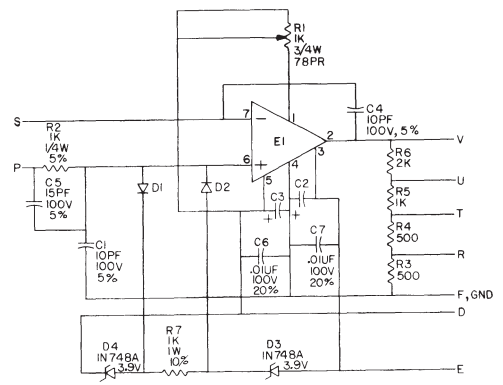 R1
1K
3/4W
78PR
C4
10PF
100V, 5%
S
7
−
1
E1
2
V
R2
1K
1/4W
5%
6
+
4
3
R6
2K
P
5
C2
U
C5
15PF
100V
5%
D1
D2
C3
+
+
R5
1K
T
C1
10PF
100V
5%
C6
.01UF
100V
20%
C7
.01UF
100V
20%
R4
500
R
R3
500
F, GND
D
D4
IN748A
3.9V
R7
1K
1W
10%
D3
IN748A
3.9V
E